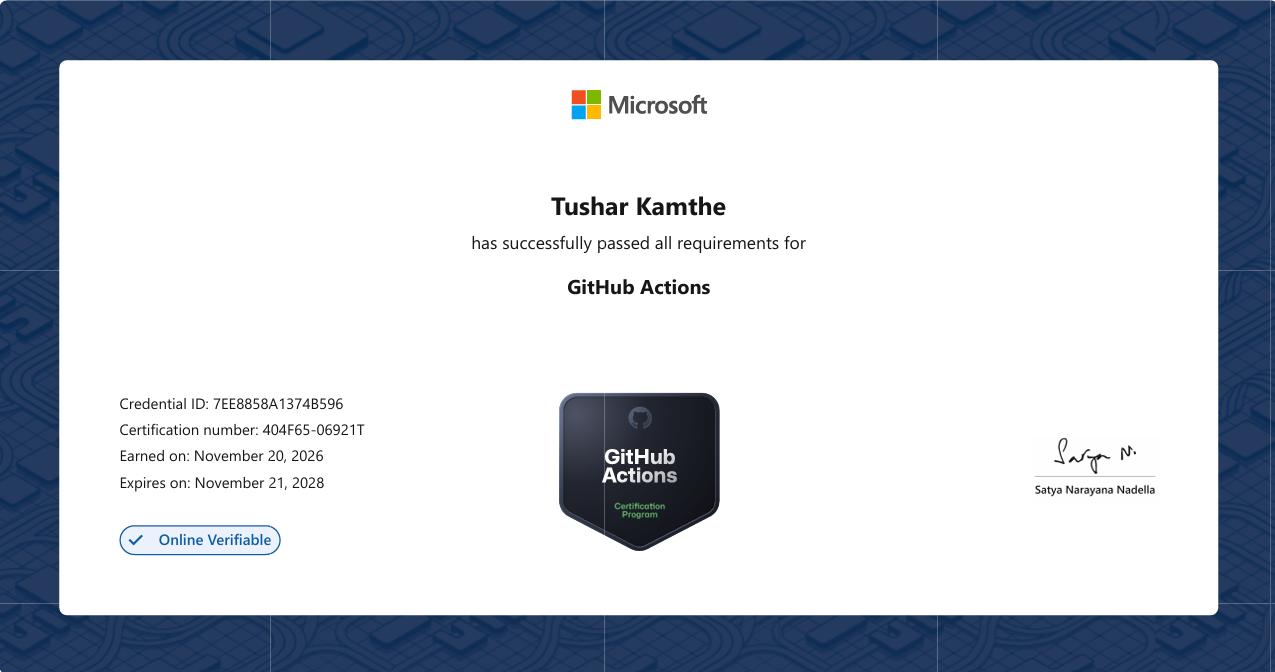 Microsoft
Tushar Kamthe
has successfully passed all requirements for
GitHub Actions
Credential ID: 7EE8858A1374B596
Certification number: 404F65-06921T
Earned on: November 20, 2026
Expires on: November 21, 2028
Online Verifiable
GitHub
Actions
Certification
Program
Satya N.
Satya Narayana Nadella